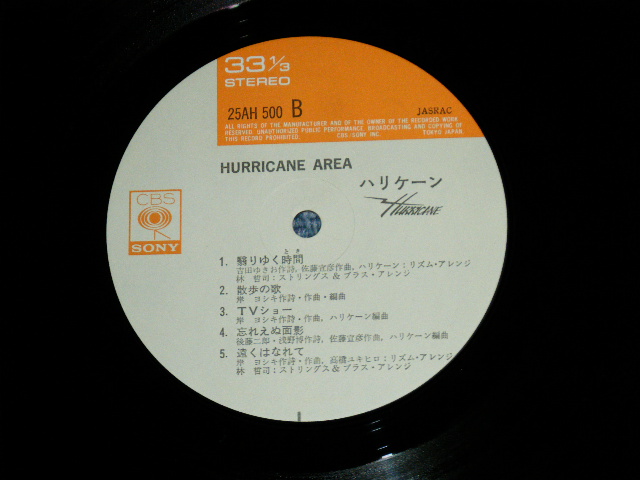 33 1/3
STEREO
25AH 500 B
JASRAC
ALL RIGHTS OF THE MANUFACTURER AND OF THE OWNER OF THE RECORDED WORK
RESERVED. UNAUTHORIZED PUBLIC PERFORMANCE, BROADCASTING AND COPYING OF
THIS RECORD PROHIBITED. CBS·SONY INC. TOKYO JAPAN
HURRICANE AREA
ハリケーン
HURRICANE
CBS
SONY
とき
1. 翳りゆく時間
吉田ゆきお作詩, 佐藤宣彦作曲, ハリケーン:リズム・アレンジ
林 哲司:ストリングス&ブラス・アレンジ
2. 散歩の歌
岸 ヨシキ作詩・作曲・編曲
3. TVショー
岸 ヨシキ作詩・作曲, ハリケーン編曲
4. 忘れえぬ面影
後藤二郎・浅野博作詩, 佐藤宣彦作曲, ハリケーン編曲
5. 遠くはなれて
岸 ヨシキ作詩・作曲, 高橋ユキヒロ:リズム・アレンジ
林 哲司:ストリングス&ブラス・アレンジ